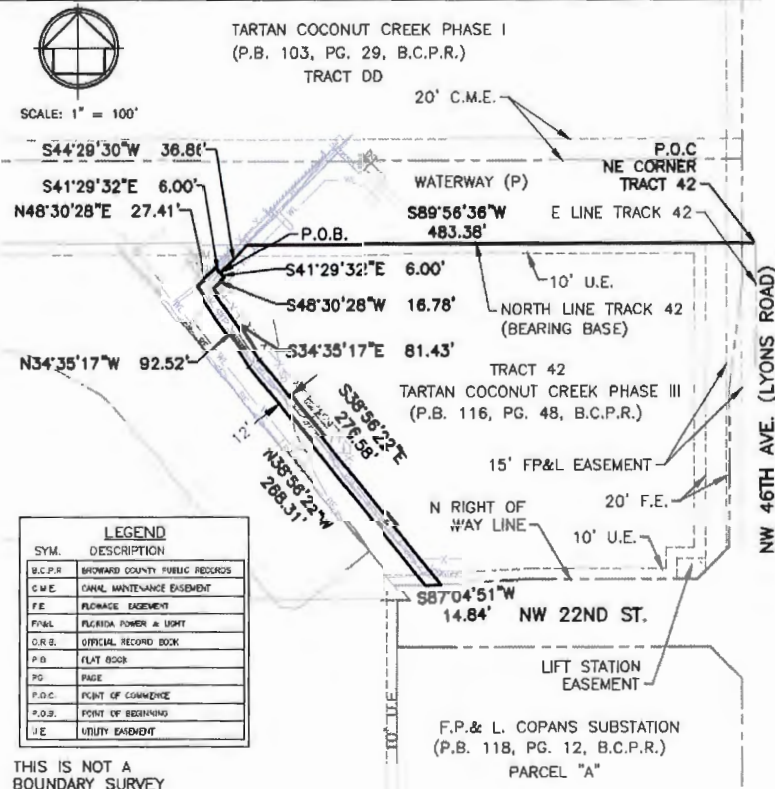 TARTAN COCONUT CREEK PHASE I
(P.B. 103, PG. 29, B.C.P.R.)
TRACT DD
SCALE: 1" = 100'
20' C.M.E.
S44°29'30"W 36.86'
S41°29'32"E 6.00'
N48°30'28"E 27.41'
P.O.C
NE CORNER
TRACT 42
WATERWAY (P)
S89°56'36"W
483.38'
E LINE TRACK 42
P.O.B.
S41°29'32"E 6.00'
10' U.E.
S48°30'28"W 16.78'
NORTH LINE TRACK 42
(BEARING BASE)
S34°35'17"E 81.43'
N34°35'17"W 92.52'
TRACT 42
TARTAN COCONUT CREEK PHASE III
(P.B. 116, PG. 48, B.C.P.R.)
S38°56'22"E
276.58'
12'
N38°56'22"W
268.31'
15' FP&L EASEMENT
20' F.E.
N RIGHT OF
WAY LINE
10' U.E.
NW 46TH AVE. (LYONS ROAD)
S87°04'51"W
14.84'
NW 22ND ST.
LIFT STATION
EASEMENT
10' U.E.
F.P.& L. COPANS SUBSTATION
(P.B. 118, PG. 12, B.C.P.R.)
PARCEL "A"
LEGEND
SYM. DESCRIPTION
B.C.P.R BROWARD COUNTY PUBLIC RECORDS
C.M.E. CANAL MAINTENANCE EASEMENT
F.E. FLOWAGE EASEMENT
FP&L FLORIDA POWER & LIGHT
O.R.B. OFFICIAL RECORD BOOK
P.B PLAT BOOK
PG PAGE
P.O.C. POINT OF COMMENCE
P.O.B. POINT OF BEGINNING
U.E UTILITY EASEMENT
THIS IS NOT A
BOUNDARY SURVEY